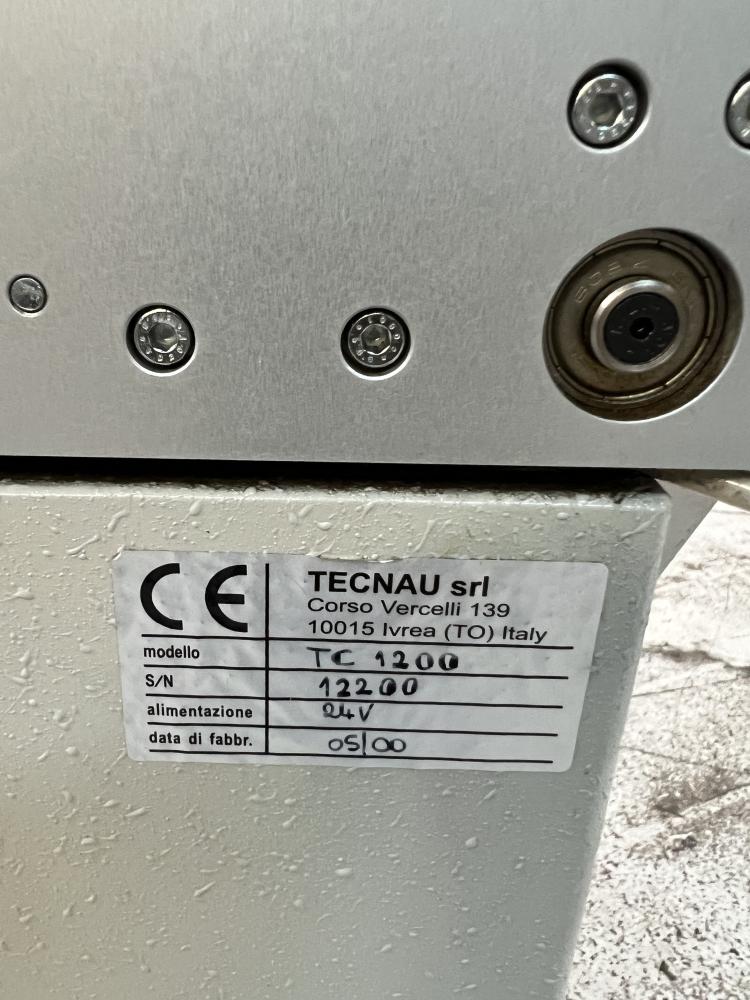 CE
TECNAU srl
Corso Vercelli 139
10015 Ivrea (TO) Italy
modello TC 1200
S/N 12200
alimentazione 24V
data di fabbr. 05/00